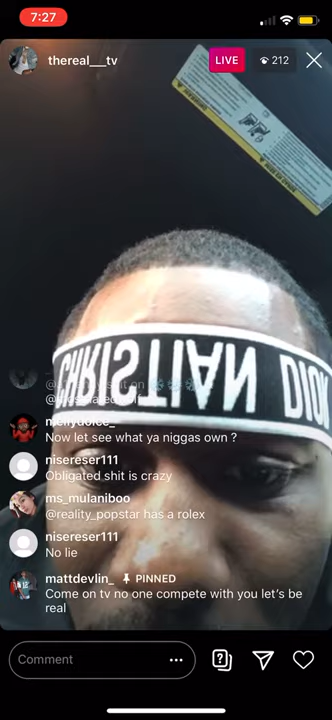 7:27
thereal___tv
LIVE
212
CHRISTIAN DIOR
Now let see what ya niggas own ?
nisereser111
Obligated shit is crazy
ms_mulaniboo
@reality_popstar has a rolex
nisereser111
No lie
mattdevlin_ PINNED
Come on tv no one compete with you let's be
real
Comment